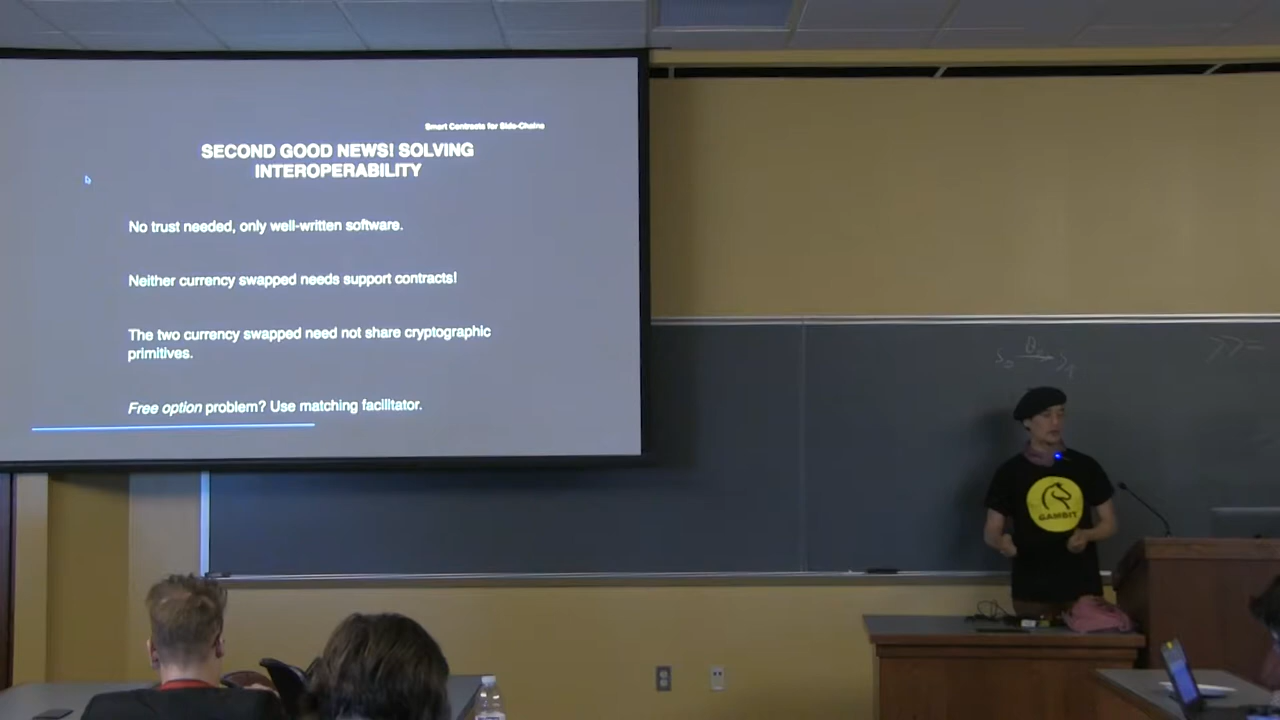 Smart Contracts for Side-Chains
SECOND GOOD NEWS! SOLVING
INTEROPERABILITY
No trust needed, only well-written software.
Neither currency swapped needs support contracts!
The two currency swapped need not share cryptographic
primitives.
Free option problem? Use matching facilitator.
GAMBIT